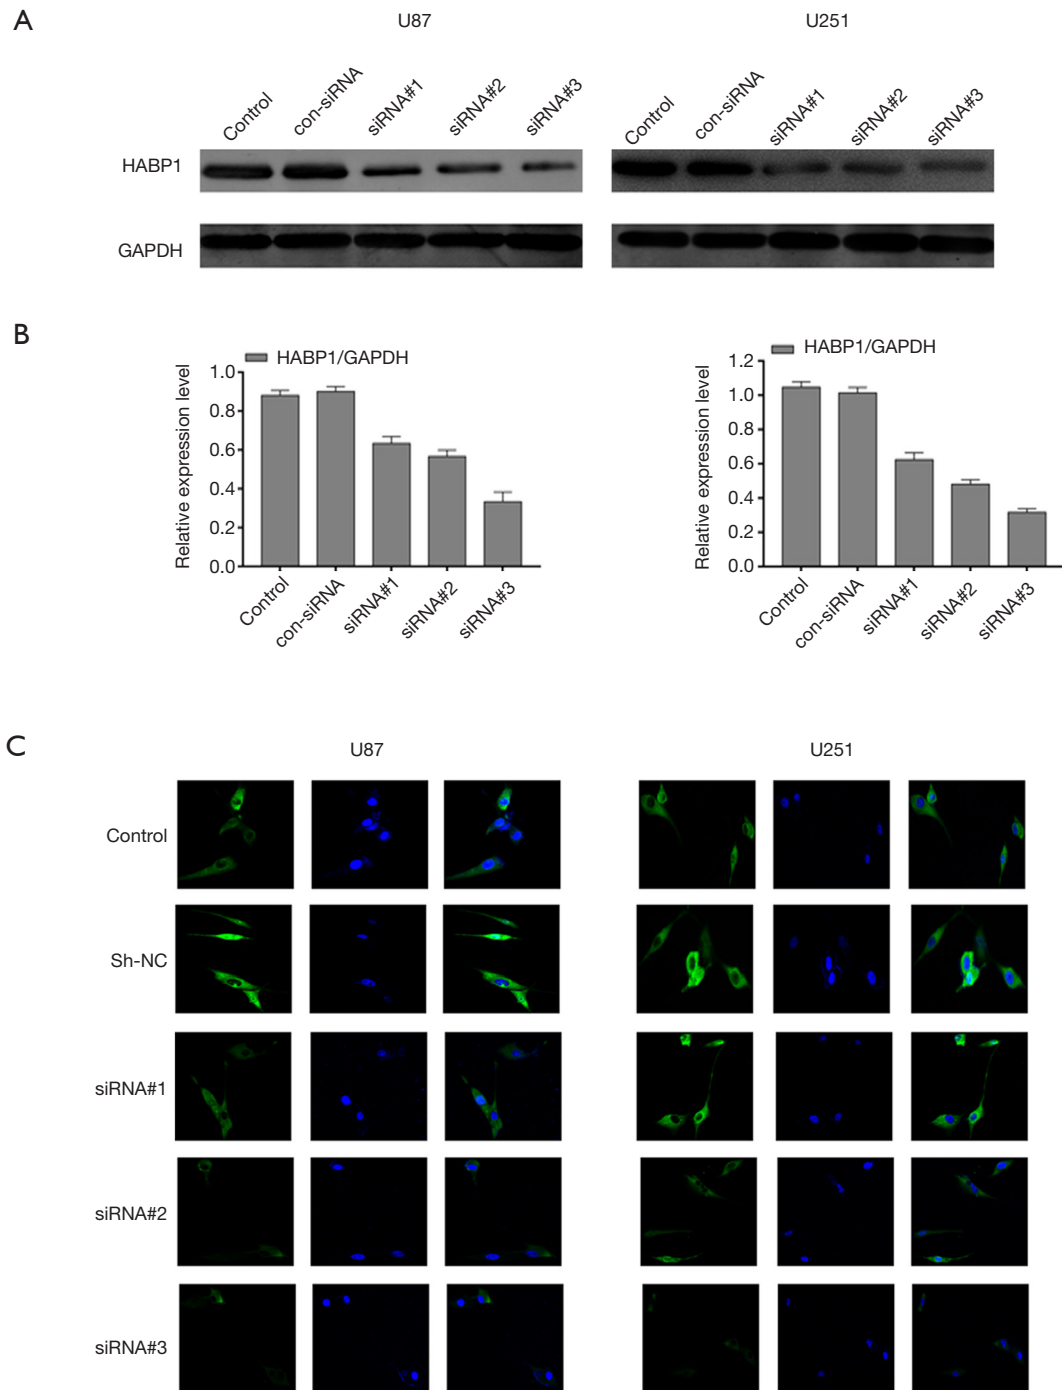 A
U87
U251
Control
con-siRNA
siRNA#1
siRNA#2
siRNA#3
Control
con-siRNA
siRNA#1
siRNA#2
siRNA#3
HABP1
GAPDH
B
HABP1/GAPDH
Relative expression level
1.0
0.8
0.6
0.4
0.2
0.0
Control
con-siRNA
siRNA#1
siRNA#2
siRNA#3
HABP1/GAPDH
Relative expression level
1.2
1.0
0.8
0.6
0.4
0.2
0.0
Control
con-siRNA
siRNA#1
siRNA#2
siRNA#3
C
U87
U251
Control
Sh-NC
siRNA#1
siRNA#2
siRNA#3